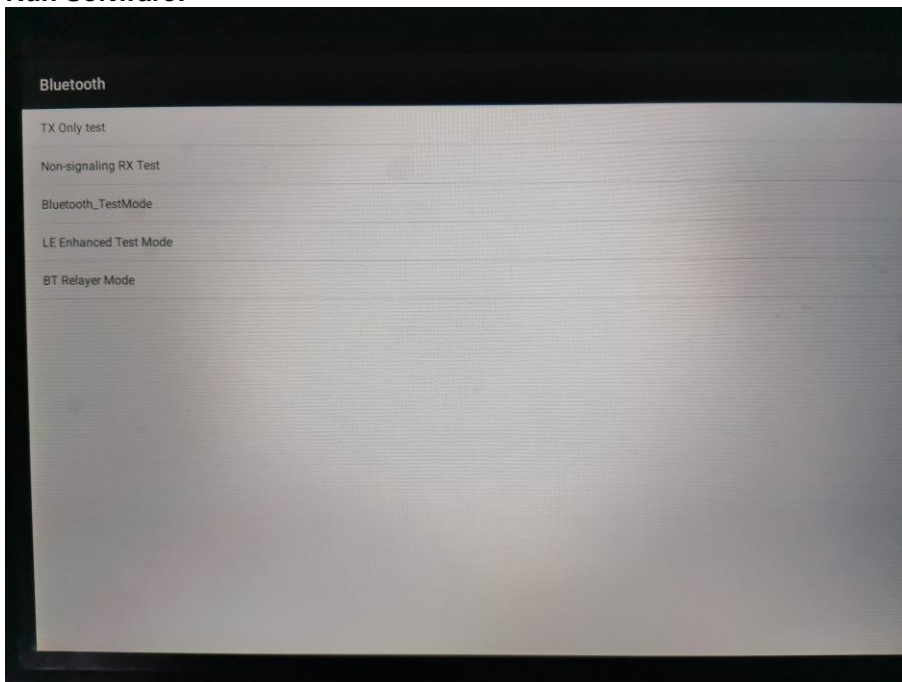 Bluetooth
TX Only test
Non-signaling RX Test
Bluetooth_TestMode
LE Enhanced Test Mode
BT Relayer Mode